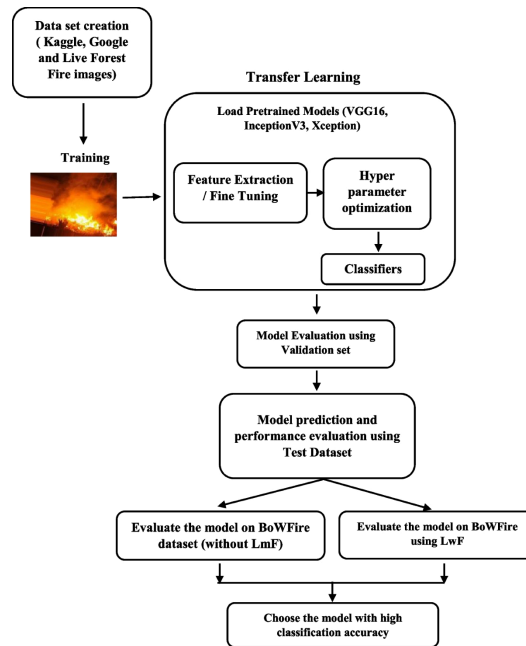 Data set creation
( Kaggle, Google
and Live Forest
Fire images)
Training
Transfer Learning
Load Pretrained Models (VGG16,
InceptionV3, Xception)
Feature Extraction
/ Fine Tuning
Hyper
parameter
optimization
Classifiers
Model Evaluation using
Validation set
Model prediction and
performance evaluation using
Test Dataset
Evaluate the model on BoWFire
dataset (without LmF)
Evaluate the model on BoWFire
using LwF
Choose the model with high
classification accuracy